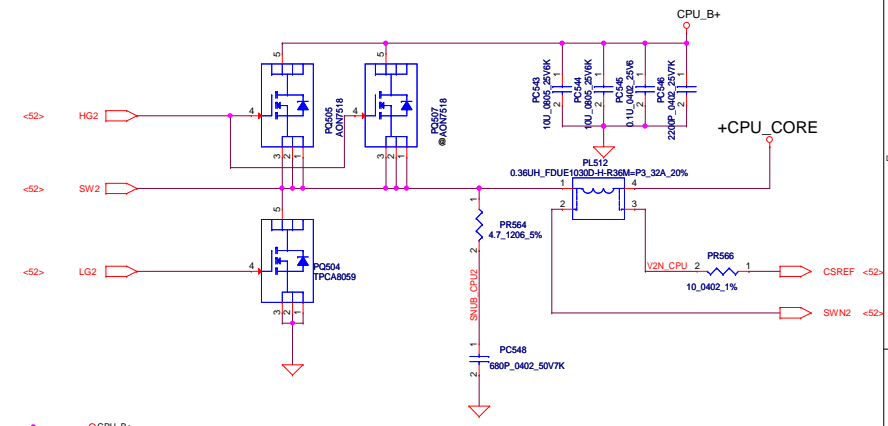 CPU_B+
5
5
4
4
PQ505
AON7518
PQ507
@AON7518
3
2
1
3
2
1
<52>
HG2
PC543
10U_0805_25V6K
1
2
PC544
10U_0805_25V6K
1
2
PC545
0.1U_0402_25V6
1
2
PC546
2200P_0402_25V7K
1
2
+CPU_CORE
PL512
0.36UH_FDUE1030D-H-R36M=P3_32A_20%
<52>
SW2
1
4
2
3
5
1
PR564
4.7_1206_5%
2
PQ504
TPCA8059
<52>
LG2
4
3
2
1
SNUB_CPU2
V2N_CPU
PR566
2
1
10_0402_1%
CSREF
<52>
SWN2
<52>
1
PC548
680P_0402_50V7K
2